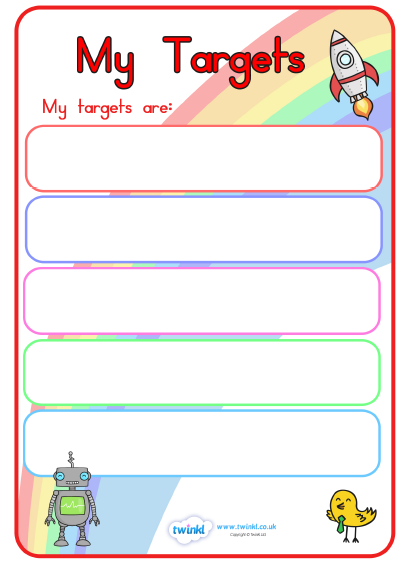 My Targets
My targets are:
twinkl
www.twinkl.co.uk
Copyright © Twinkl Ltd